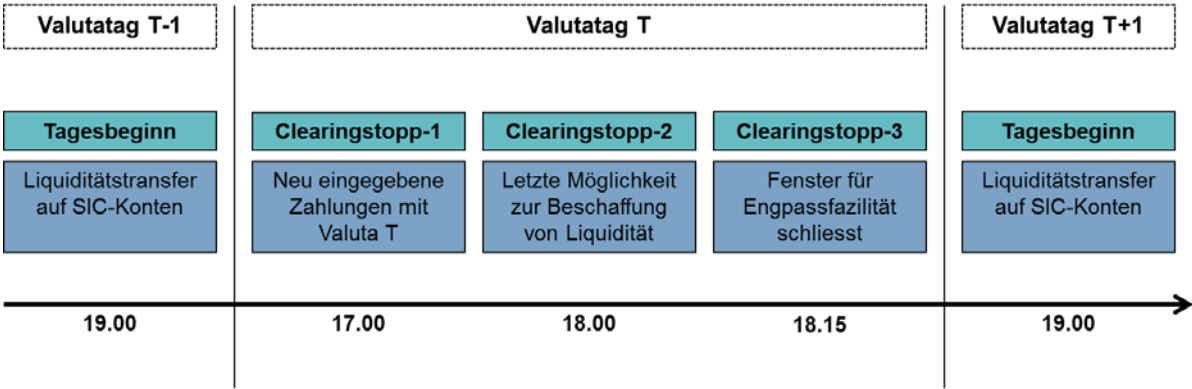 Valutatag T-1
Valutatag T
Valutatag T+1
Tagesbeginn
Clearingstopp-1
Clearingstopp-2
Clearingstopp-3
Tagesbeginn
Liquiditätstransfer
auf SIC-Konten
Neu eingegebene
Zahlungen mit
Valuta T
Letzte Möglichkeit
zur Beschaffung
von Liquidität
Fenster für
Engpassfazilität
schliesst
Liquiditätstransfer
auf SIC-Konten
19.00
17.00
18.00
18.15
19.00